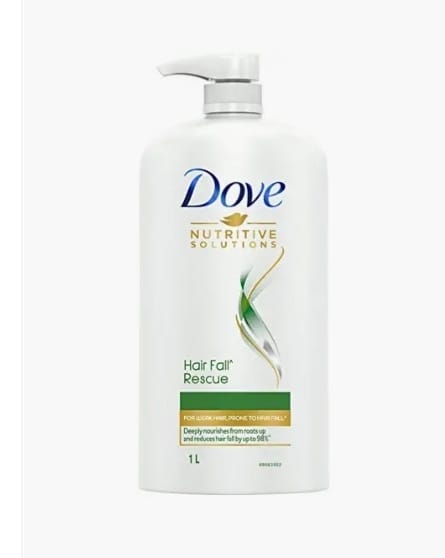 Dove
NUTRITIVE
SOLUTIONS
Hair Fall^
Rescue
FOR WEAK HAIR, PRONE TO HAIR FALL^
Deeply nourishes from roots up
and reduces hair fall by up to 98%^
1 L